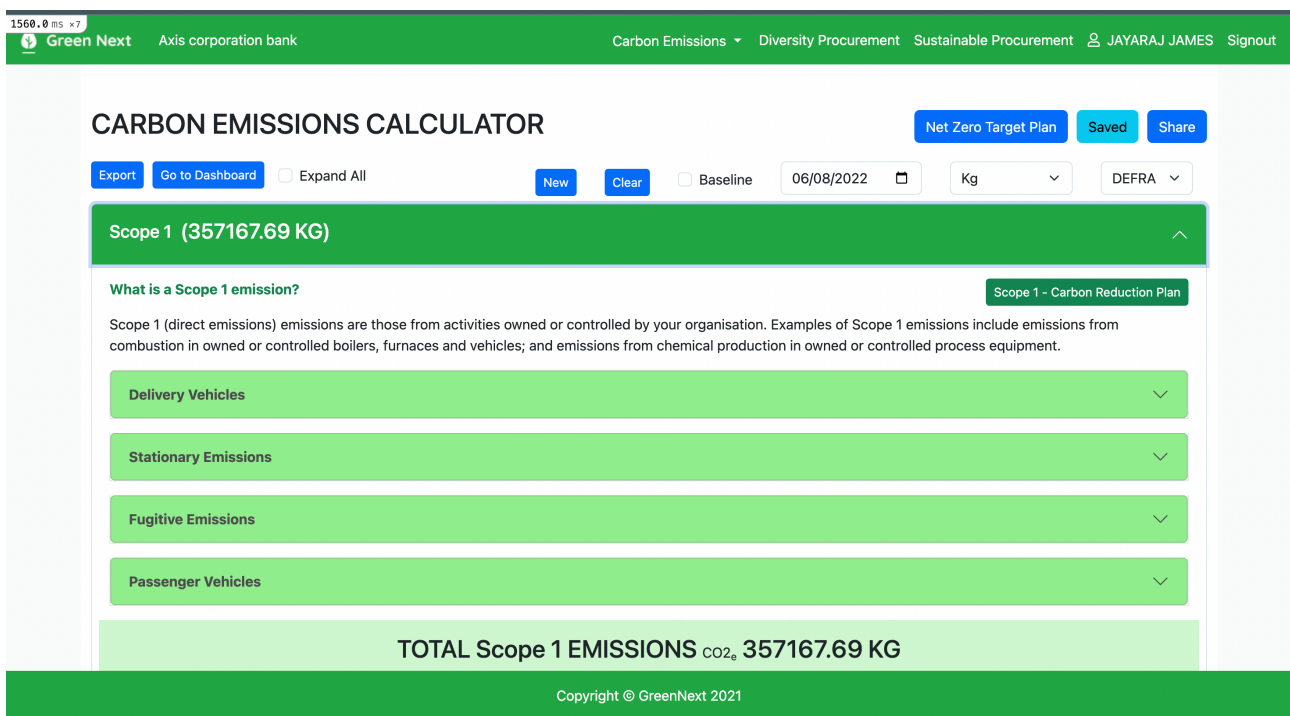 1560.0 ms ×7
Green Next Axis corporation bank Carbon Emissions Diversity Procurement Sustainable Procurement JAYARAJ JAMES Signout
CARBON EMISSIONS CALCULATOR Net Zero Target Plan Saved Share
Export Go to Dashboard Expand All New Clear Baseline 06/08/2022 Kg DEFRA
Scope 1 (357167.69 KG)
What is a Scope 1 emission? Scope 1 - Carbon Reduction Plan
Scope 1 (direct emissions) emissions are those from activities owned or controlled by your organisation. Examples of Scope 1 emissions include emissions from
combustion in owned or controlled boilers, furnaces and vehicles; and emissions from chemical production in owned or controlled process equipment.
Delivery Vehicles
Stationary Emissions
Fugitive Emissions
Passenger Vehicles
TOTAL Scope 1 EMISSIONS CO2e 357167.69 KG
Copyright © GreenNext 2021